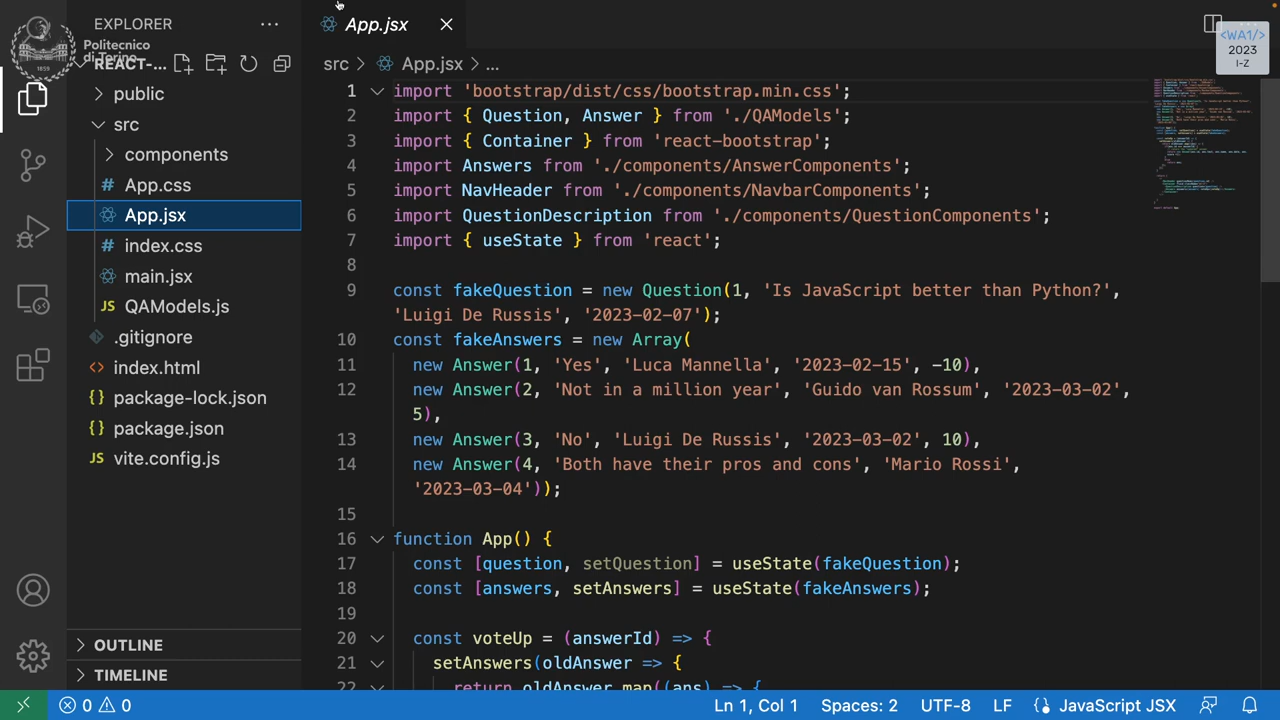 EXPLORER
Politecnico
di Torino
1859
REACT-...
public
src
components
# App.css
App.jsx
# index.css
main.jsx
JS QAModels.js
.gitignore
<> index.html
{} package-lock.json
{} package.json
JS vite.config.js
OUTLINE
TIMELINE
App.jsx
<WA1/>
2023
I-Z
src > App.jsx > ...
1 import 'bootstrap/dist/css/bootstrap.min.css';
2 import { Question, Answer } from './QAModels';
3 import { Container } from 'react-bootstrap';
4 import Answers from './components/AnswerComponents';
5 import NavHeader from './components/NavbarComponents';
6 import QuestionDescription from './components/QuestionComponents';
7 import { useState } from 'react';
8
9 const fakeQuestion = new Question(1, 'Is JavaScript better than Python?',
'Luigi De Russis', '2023-02-07');
10 const fakeAnswers = new Array(
11 new Answer(1, 'Yes', 'Luca Mannella', '2023-02-15', -10),
12 new Answer(2, 'Not in a million year', 'Guido van Rossum', '2023-03-02',
5),
13 new Answer(3, 'No', 'Luigi De Russis', '2023-03-02', 10),
14 new Answer(4, 'Both have their pros and cons', 'Mario Rossi',
'2023-03-04'));
15
16 function App() {
17 const [question, setQuestion] = useState(fakeQuestion);
18 const [answers, setAnswers] = useState(fakeAnswers);
19
20 const voteUp = (answerId) => {
21 setAnswers(oldAnswer => {
22 return oldAnswer.map((ans) => {
0 0
Ln 1, Col 1
Spaces: 2
UTF-8
LF
{} JavaScript JSX